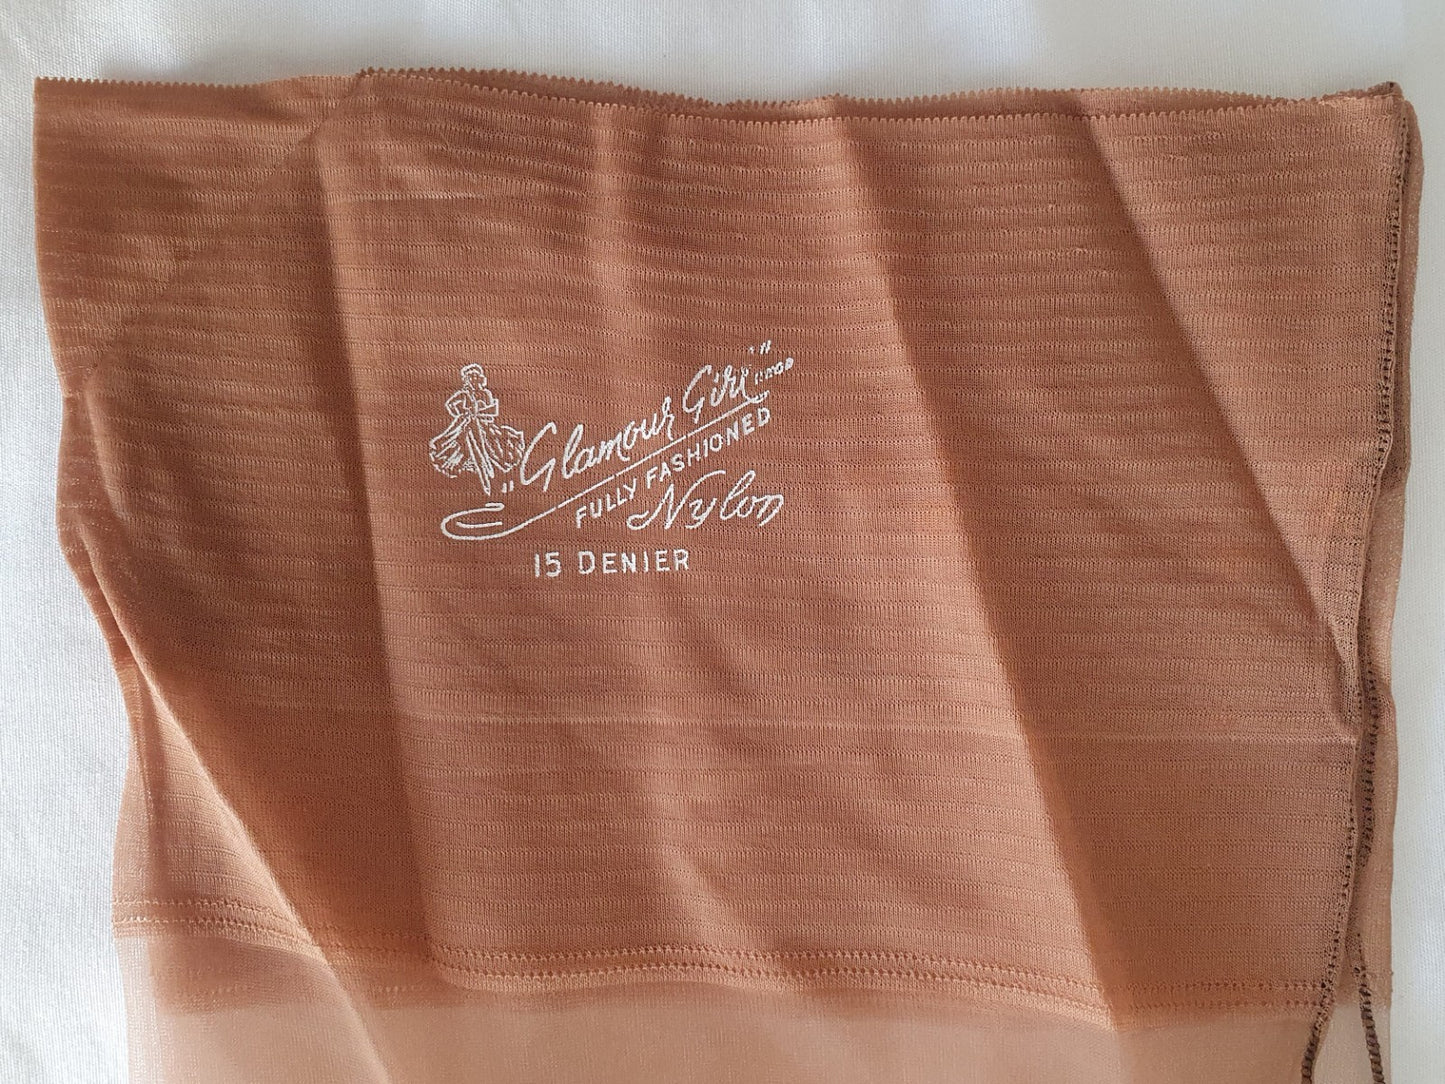 „Glamour Girl"
FULLY FASHIONED
Nylon
15 DENIER